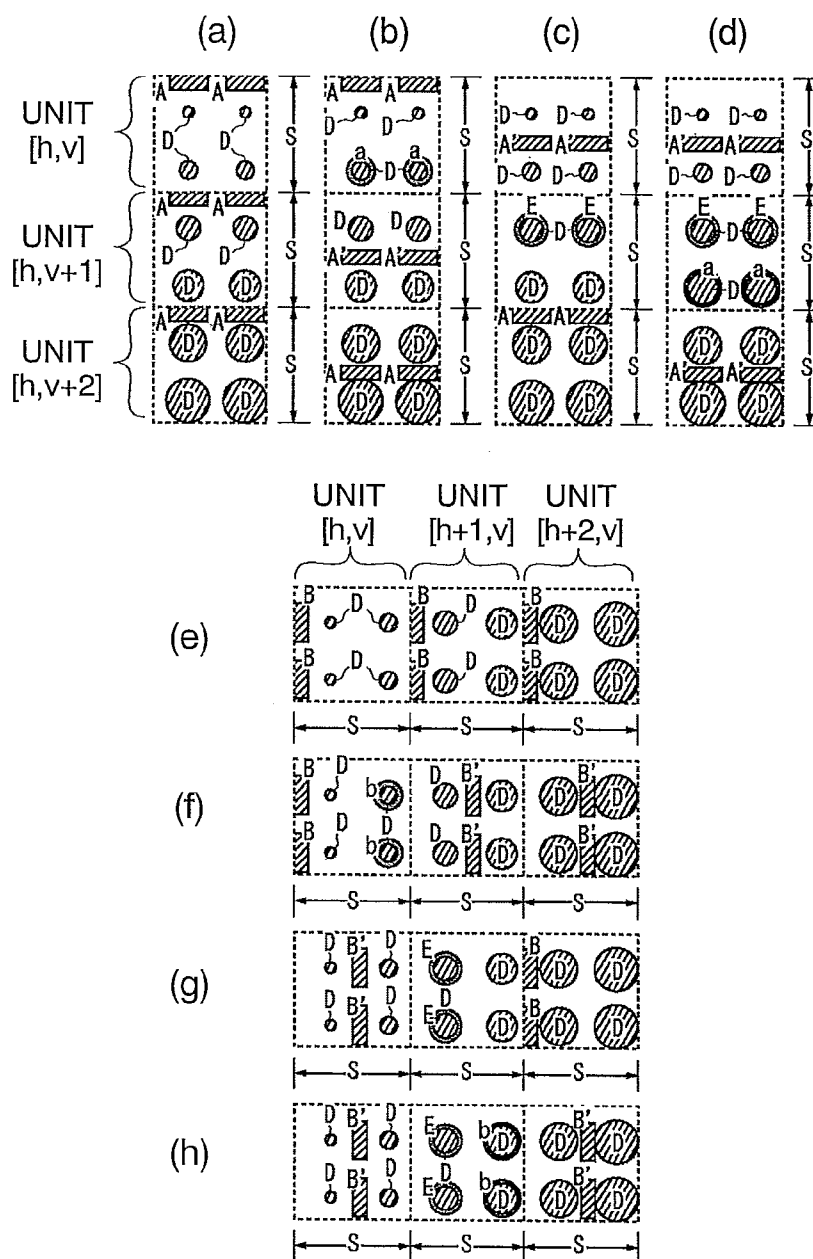 (a) (b) (c) (d)
UNIT [h,v]
A A D S
A A D D a D a S
D D A' A' D D S
D D A' A' D D S
UNIT [h,v+1]
A A D D D S
D D A' A' D D S
E E D D D S
E E D a a D S
UNIT [h,v+2]
A A D D D D S
D D A' A' D D S
A A D D D D S
D D A' A' D D S
UNIT [h,v] UNIT [h+1,v] UNIT [h+2,v]
(e)
B D B D D B D D
B D B D D B D D
S S S
(f)
B D b D B' D D B' D
B D D b D B' D D B' D
S S S
(g)
D B' D E D B D D
D B' D D E D B D D
S S S
(h)
D B' D E b D D B' D
D B' D D E b D D B' D
S S S